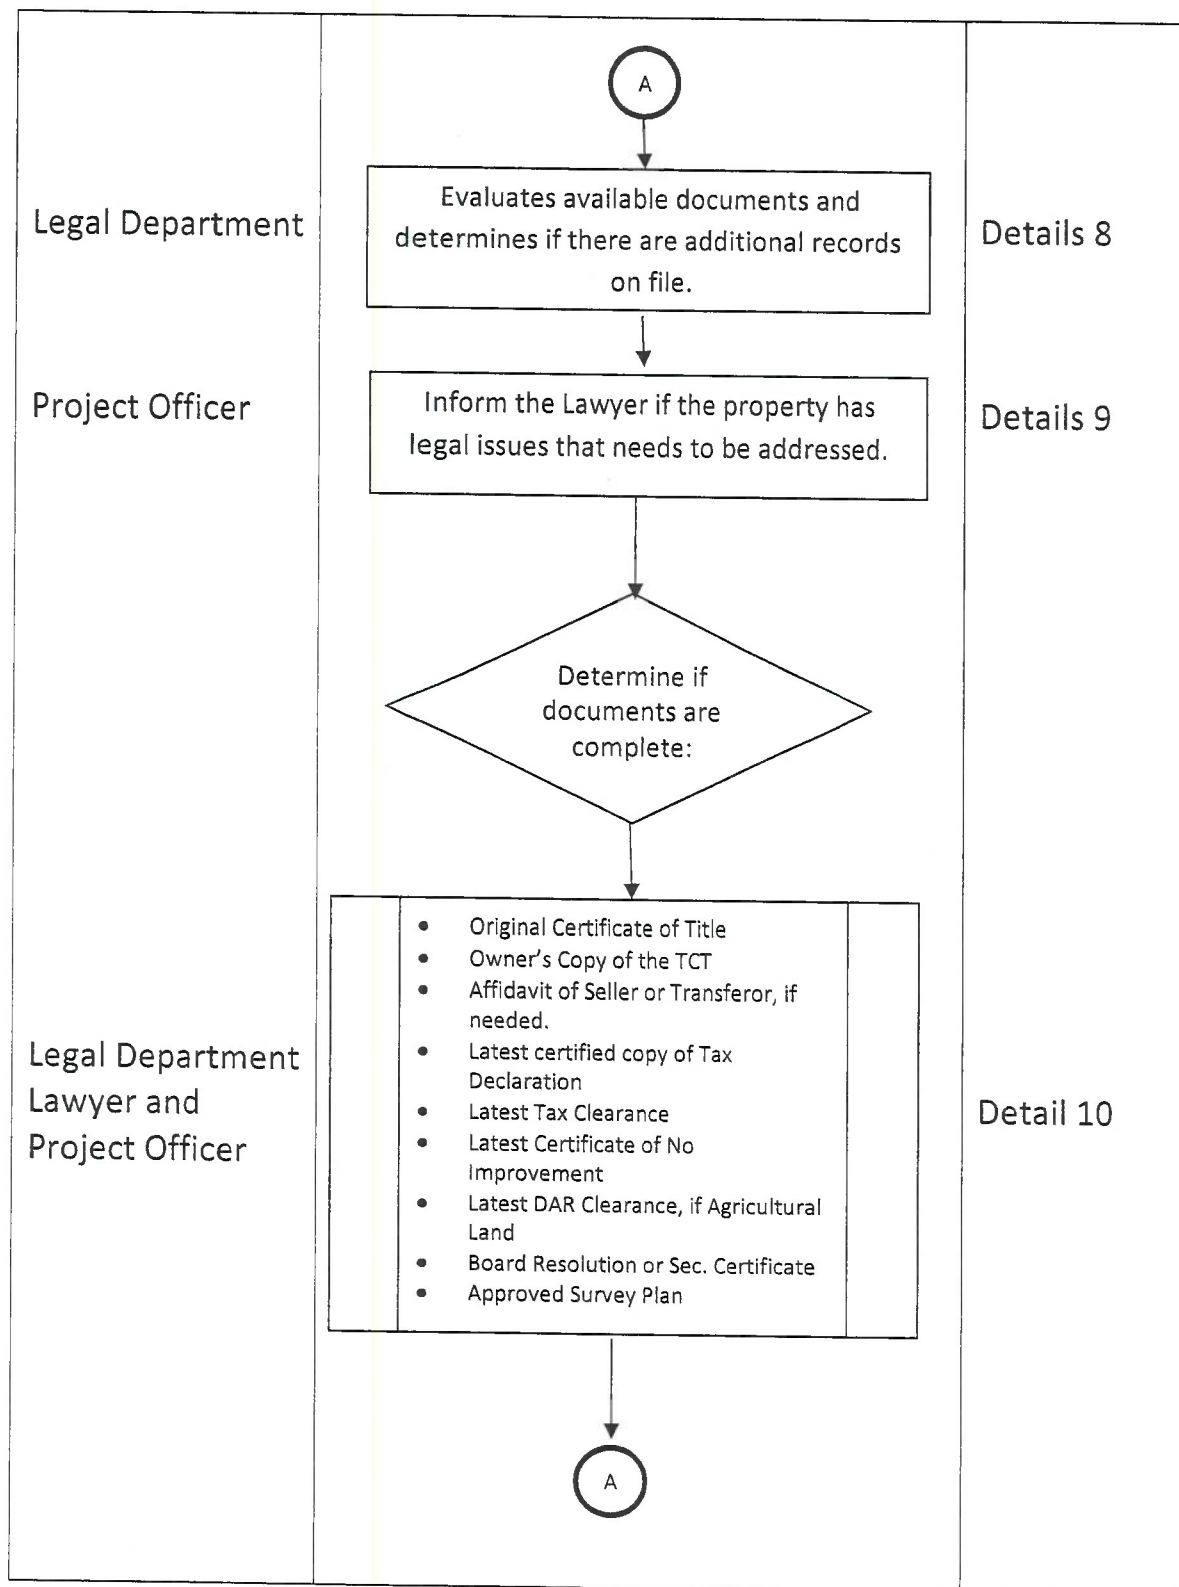 A
Legal Department
Evaluates available documents and
determines if there are additional records
on file.
Details 8
Project Officer
Inform the Lawyer if the property has
legal issues that needs to be addressed.
Details 9
Determine if
documents are
complete:
Legal Department
Lawyer and
Project Officer
• Original Certificate of Title
• Owner's Copy of the TCT
• Affidavit of Seller or Transferor, if
needed.
• Latest certified copy of Tax
Declaration
• Latest Tax Clearance
• Latest Certificate of No
Improvement
• Latest DAR Clearance, if Agricultural
Land
• Board Resolution or Sec. Certificate
• Approved Survey Plan
Detail 10
A